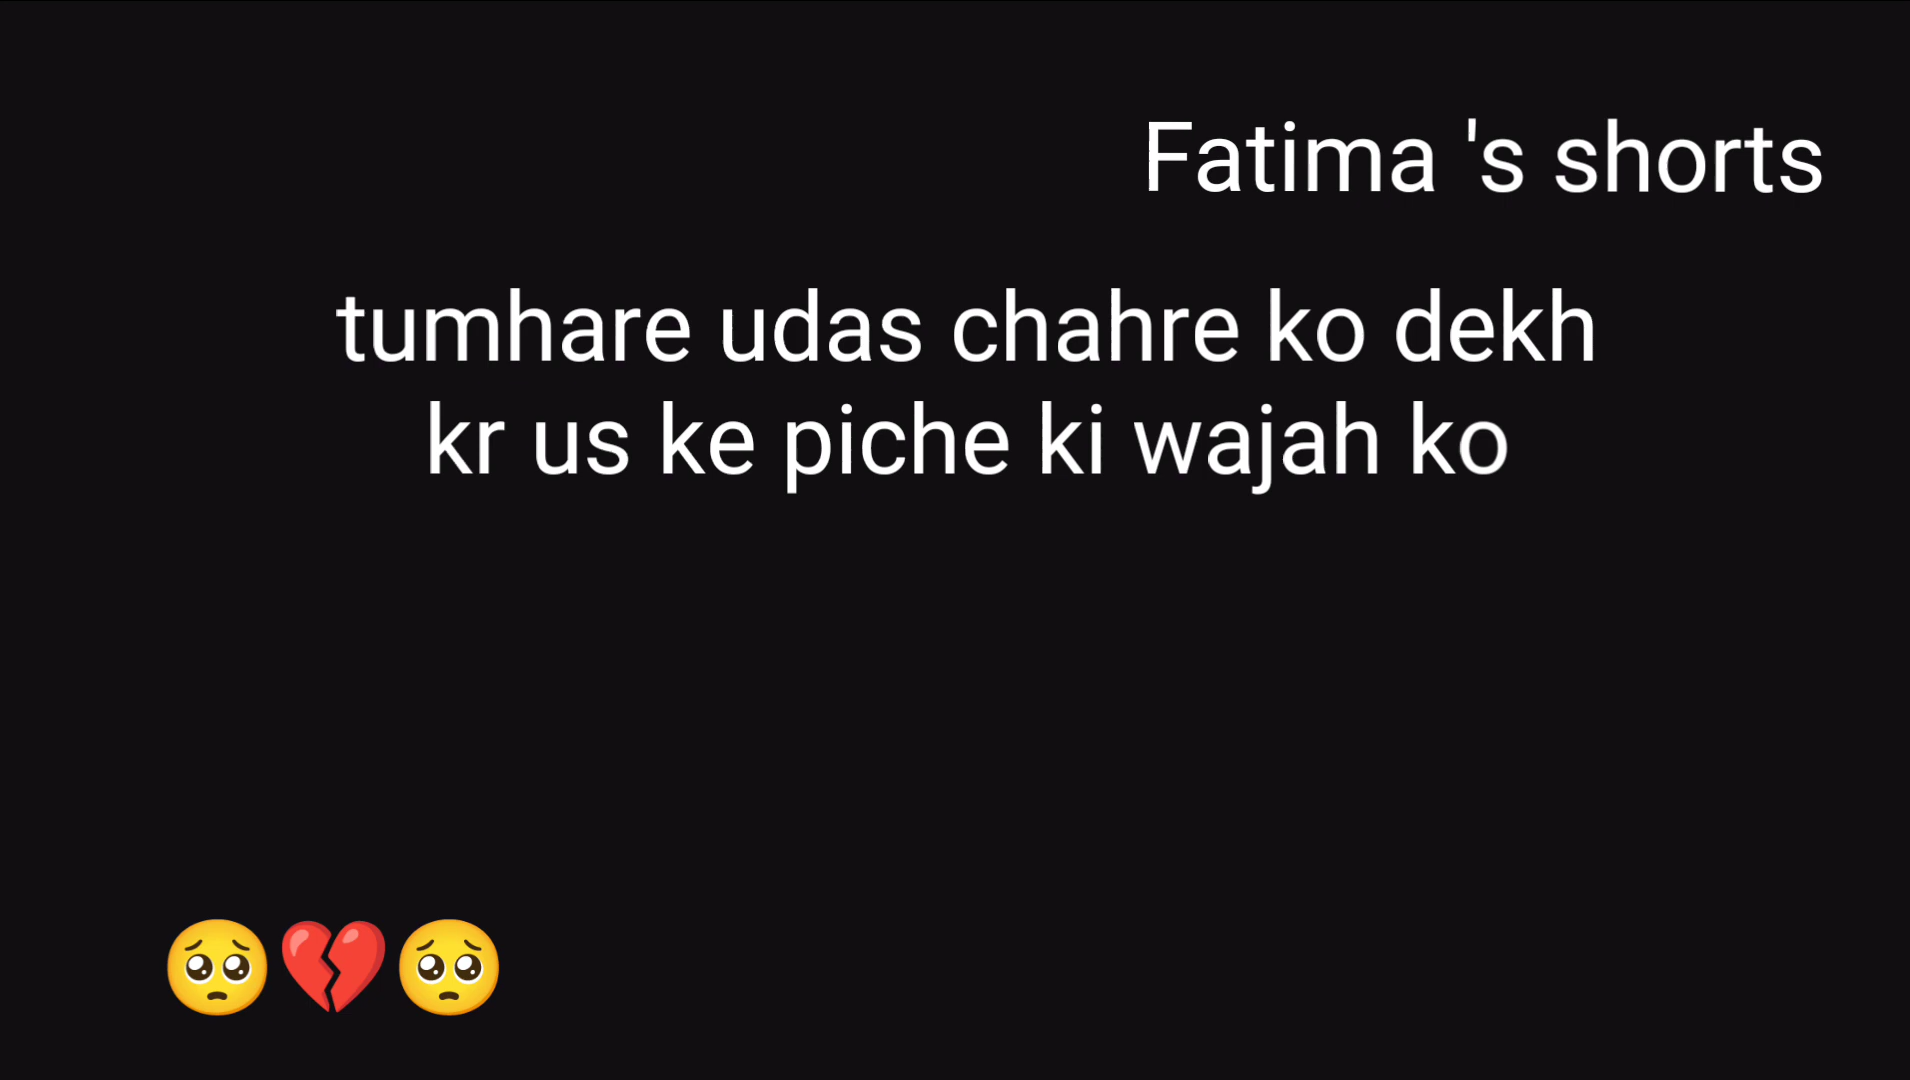 Fatima 's shorts
tumhare udas chahre ko dekh
kr us ke piche ki wajah ko
🥺💔🥺